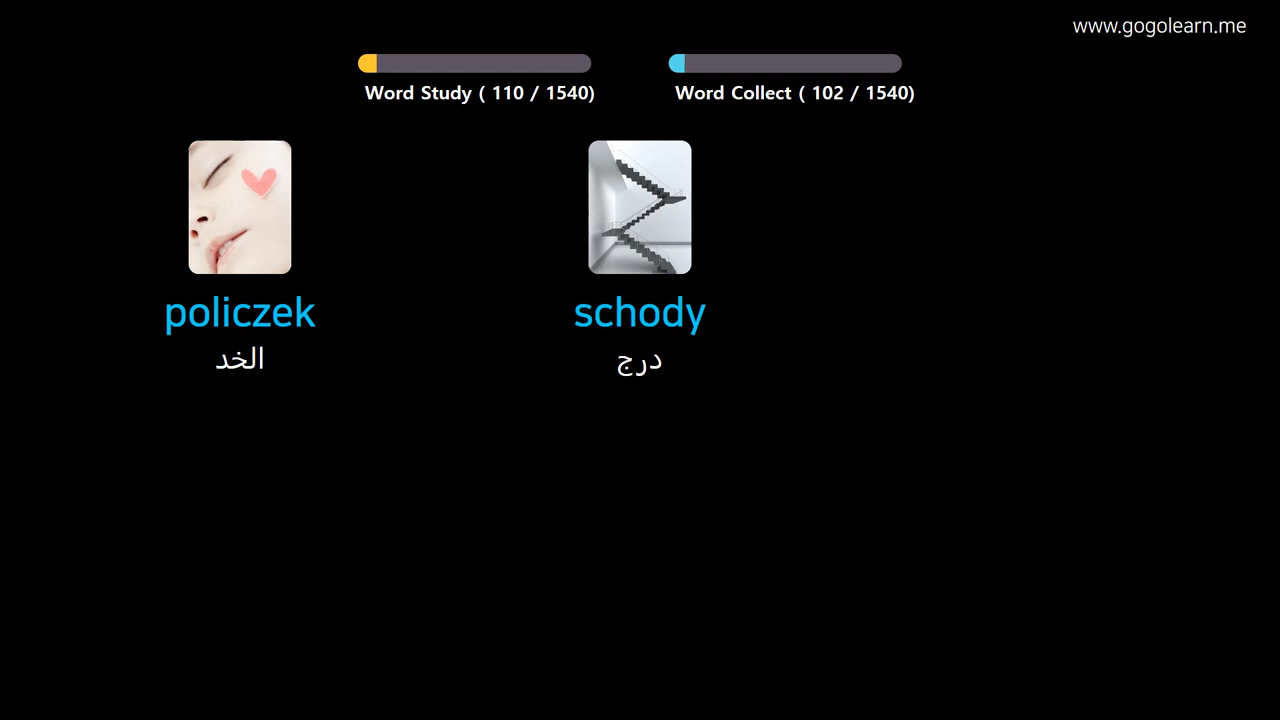 www.gogolearn.me
Word Study ( 110 / 1540)
Word Collect ( 102 / 1540)
policzek
الخد
schody
درج